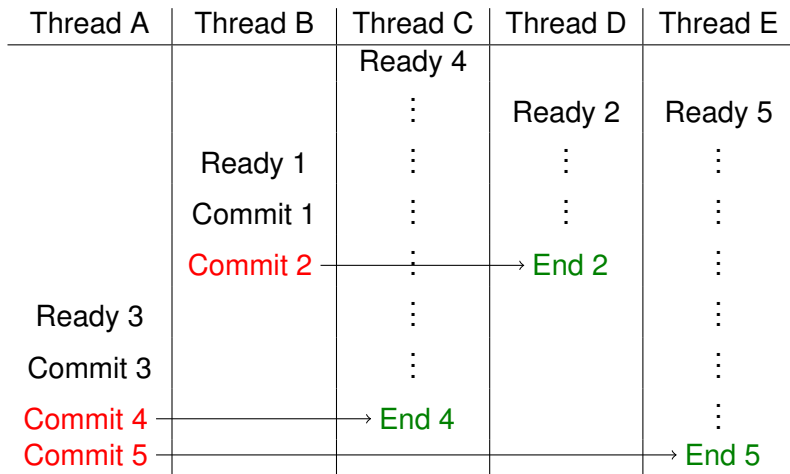 Thread A Thread B Thread C Thread D Thread E
Ready 4
⋮ Ready 2 Ready 5
Ready 1 ⋮ ⋮ ⋮
Commit 1 ⋮ ⋮ ⋮
Commit 2 ⋮ End 2 ⋮
Ready 3 ⋮ ⋮
Commit 3 ⋮ ⋮
Commit 4 End 4 ⋮
Commit 5 End 5